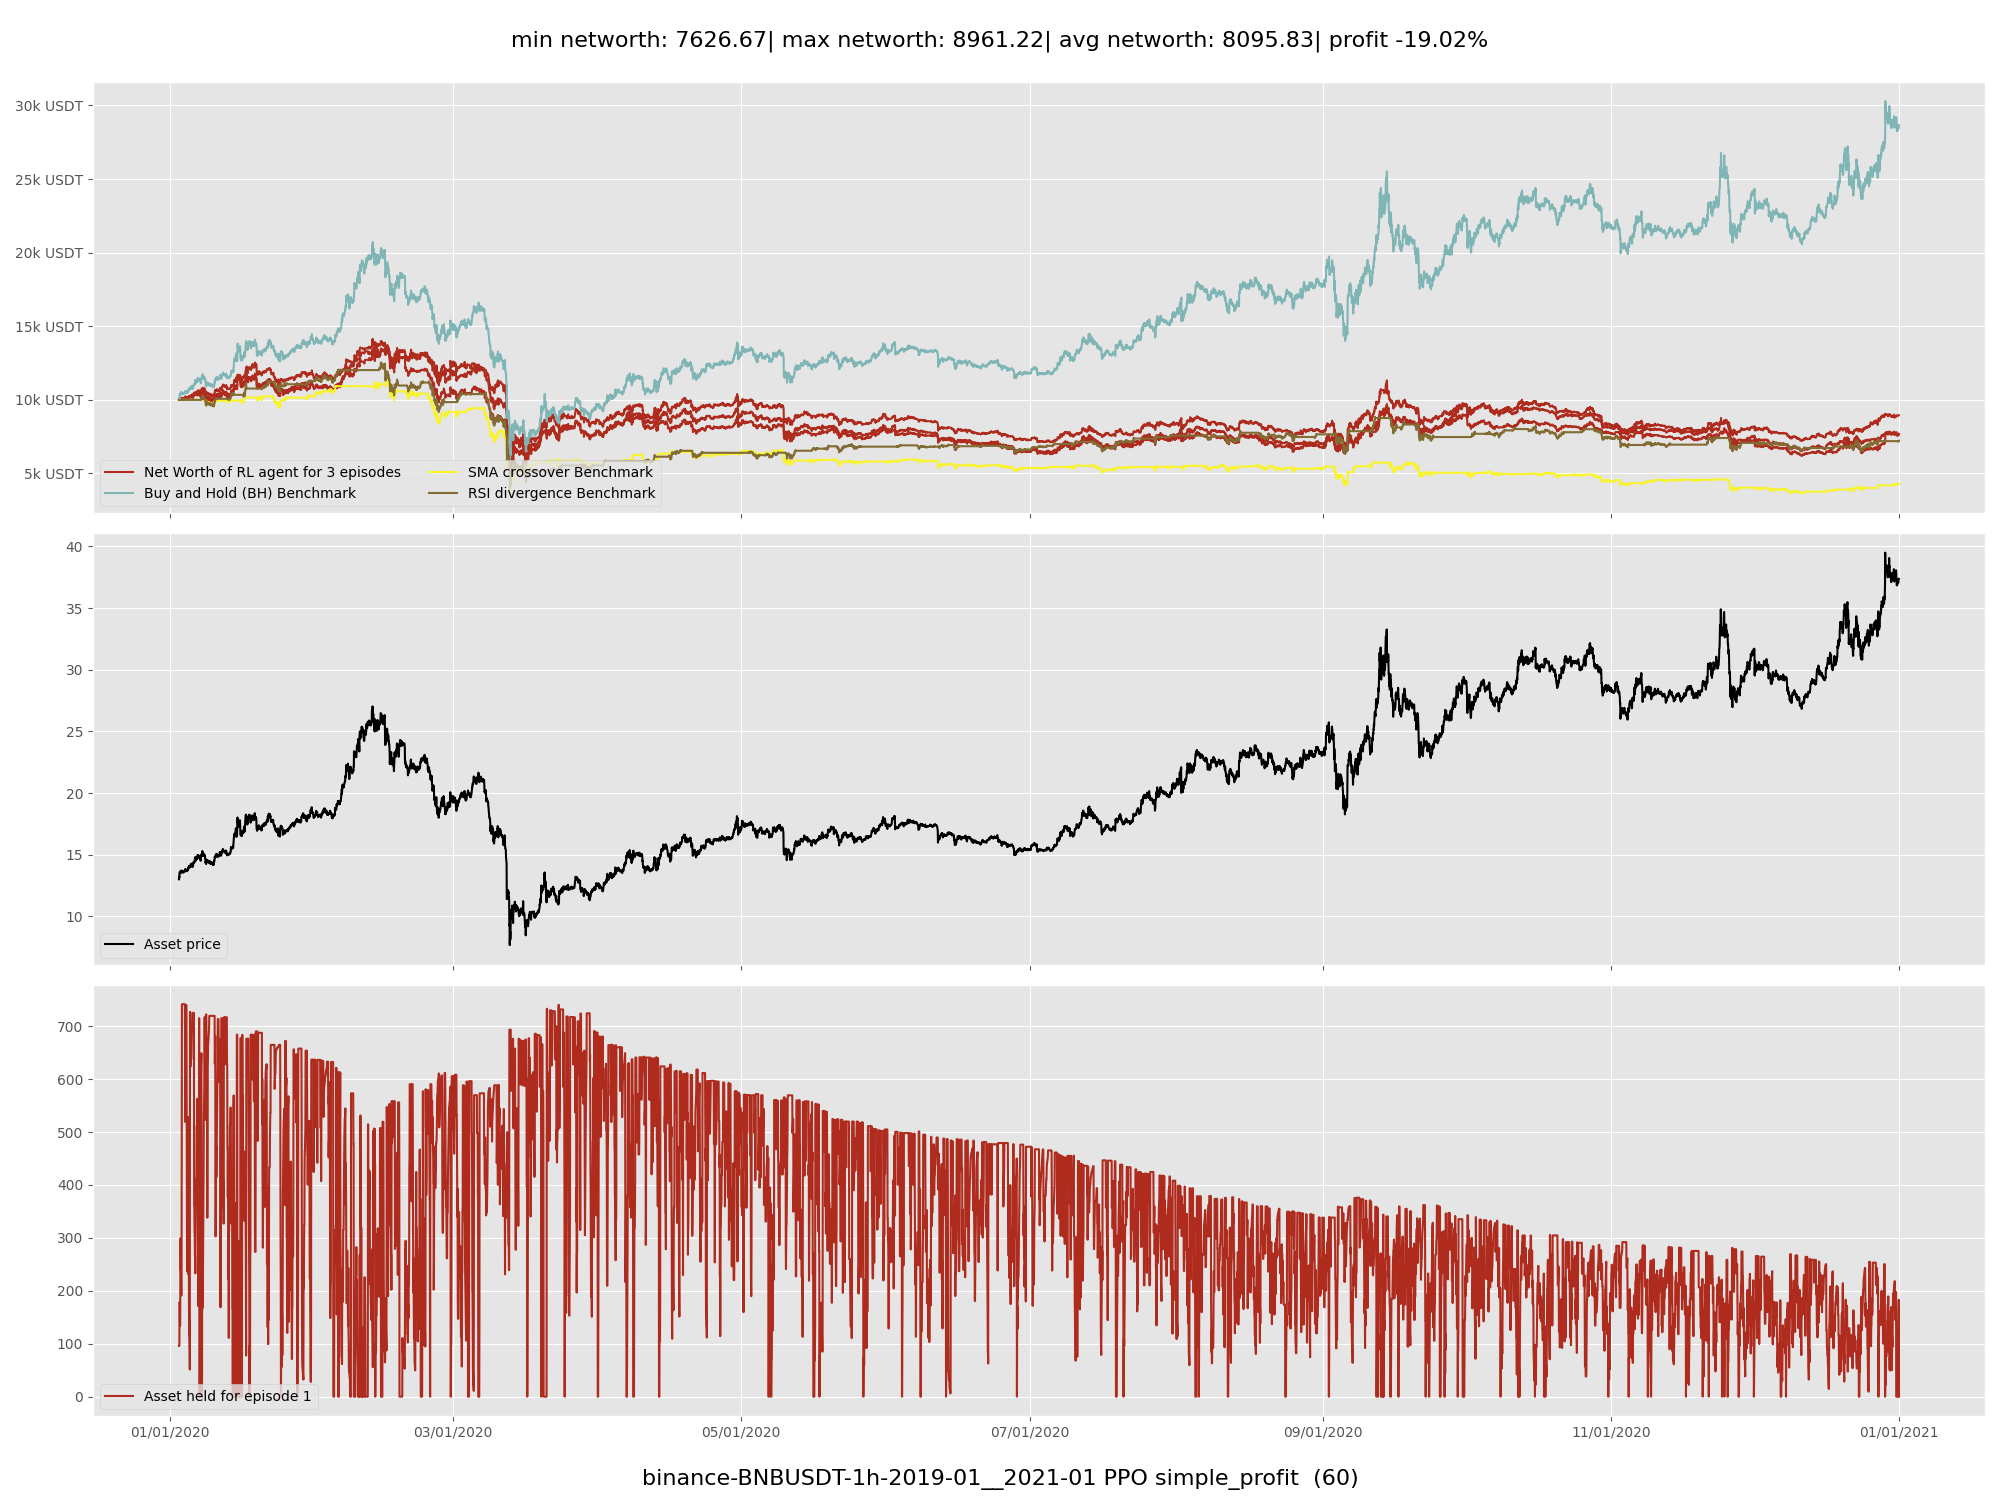 min networth: 7626.67| max networth: 8961.22| avg networth: 8095.83| profit -19.02%
30k USDT
25k USDT
20k USDT
15k USDT
10k USDT
5k USDT
Net Worth of RL agent for 3 episodes
Buy and Hold (BH) Benchmark
SMA crossover Benchmark
RSI divergence Benchmark
40
35
30
25
20
15
10
Asset price
700
600
500
400
300
200
100
0
Asset held for episode 1
01/01/2020 03/01/2020 05/01/2020 07/01/2020 09/01/2020 11/01/2020 01/01/2021
binance-BNBUSDT-1h-2019-01__2021-01 PPO simple_profit (60)